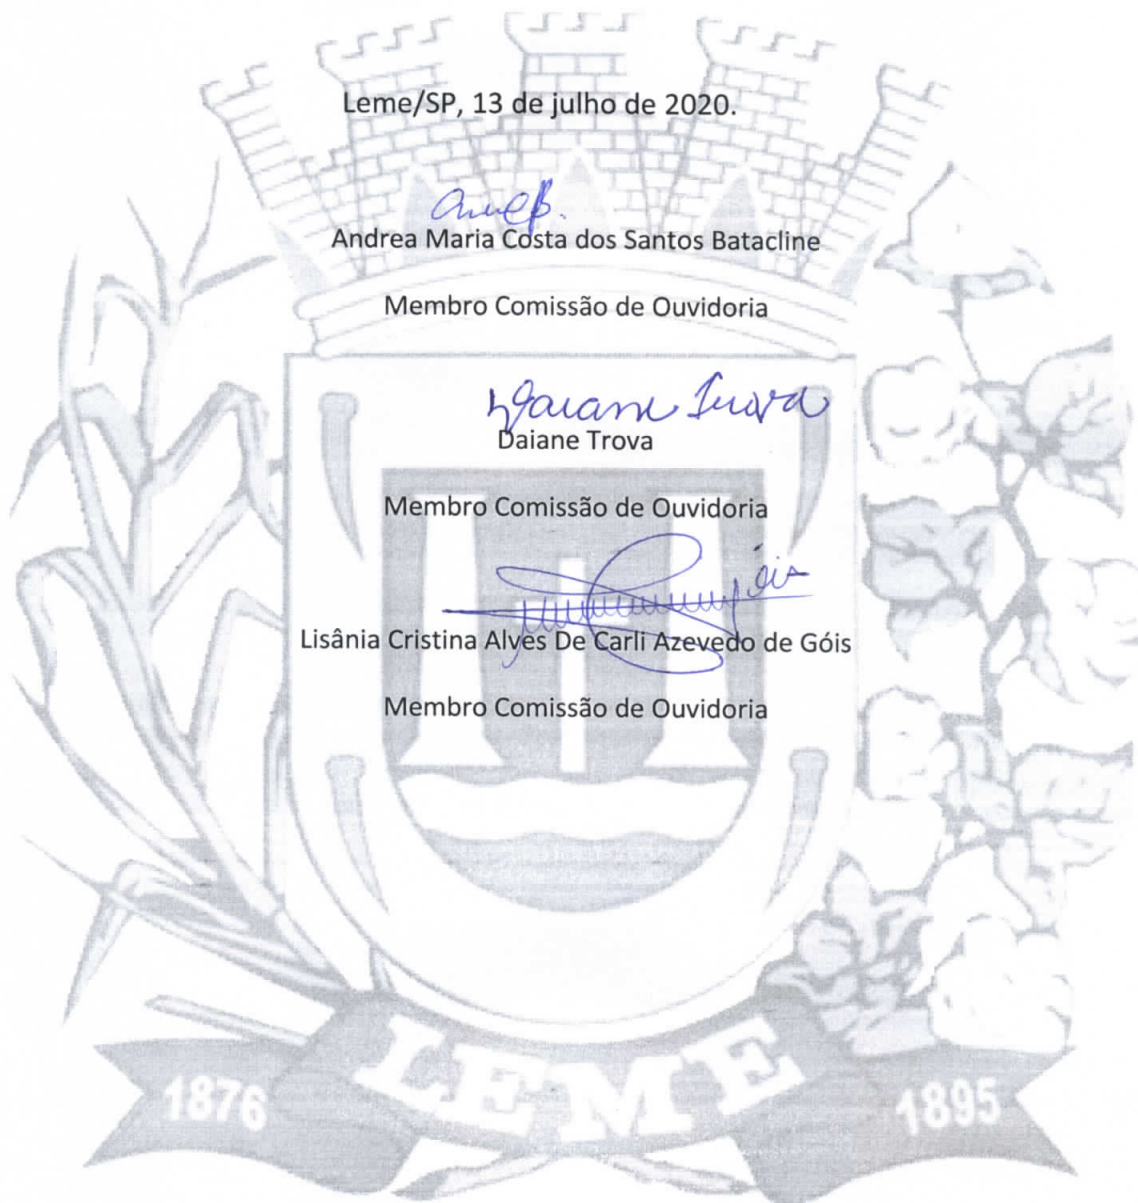 Leme/SP, 13 de julho de 2020.
Andrea Maria Costa dos Santos Batacline
Membro Comissão de Ouvidoria
Daiane Trova
Daiane Trova
Membro Comissão de Ouvidoria
Góis
Lisânia Cristina Alves De Carli Azevedo de Góis
Membro Comissão de Ouvidoria
LEME
1876 1895